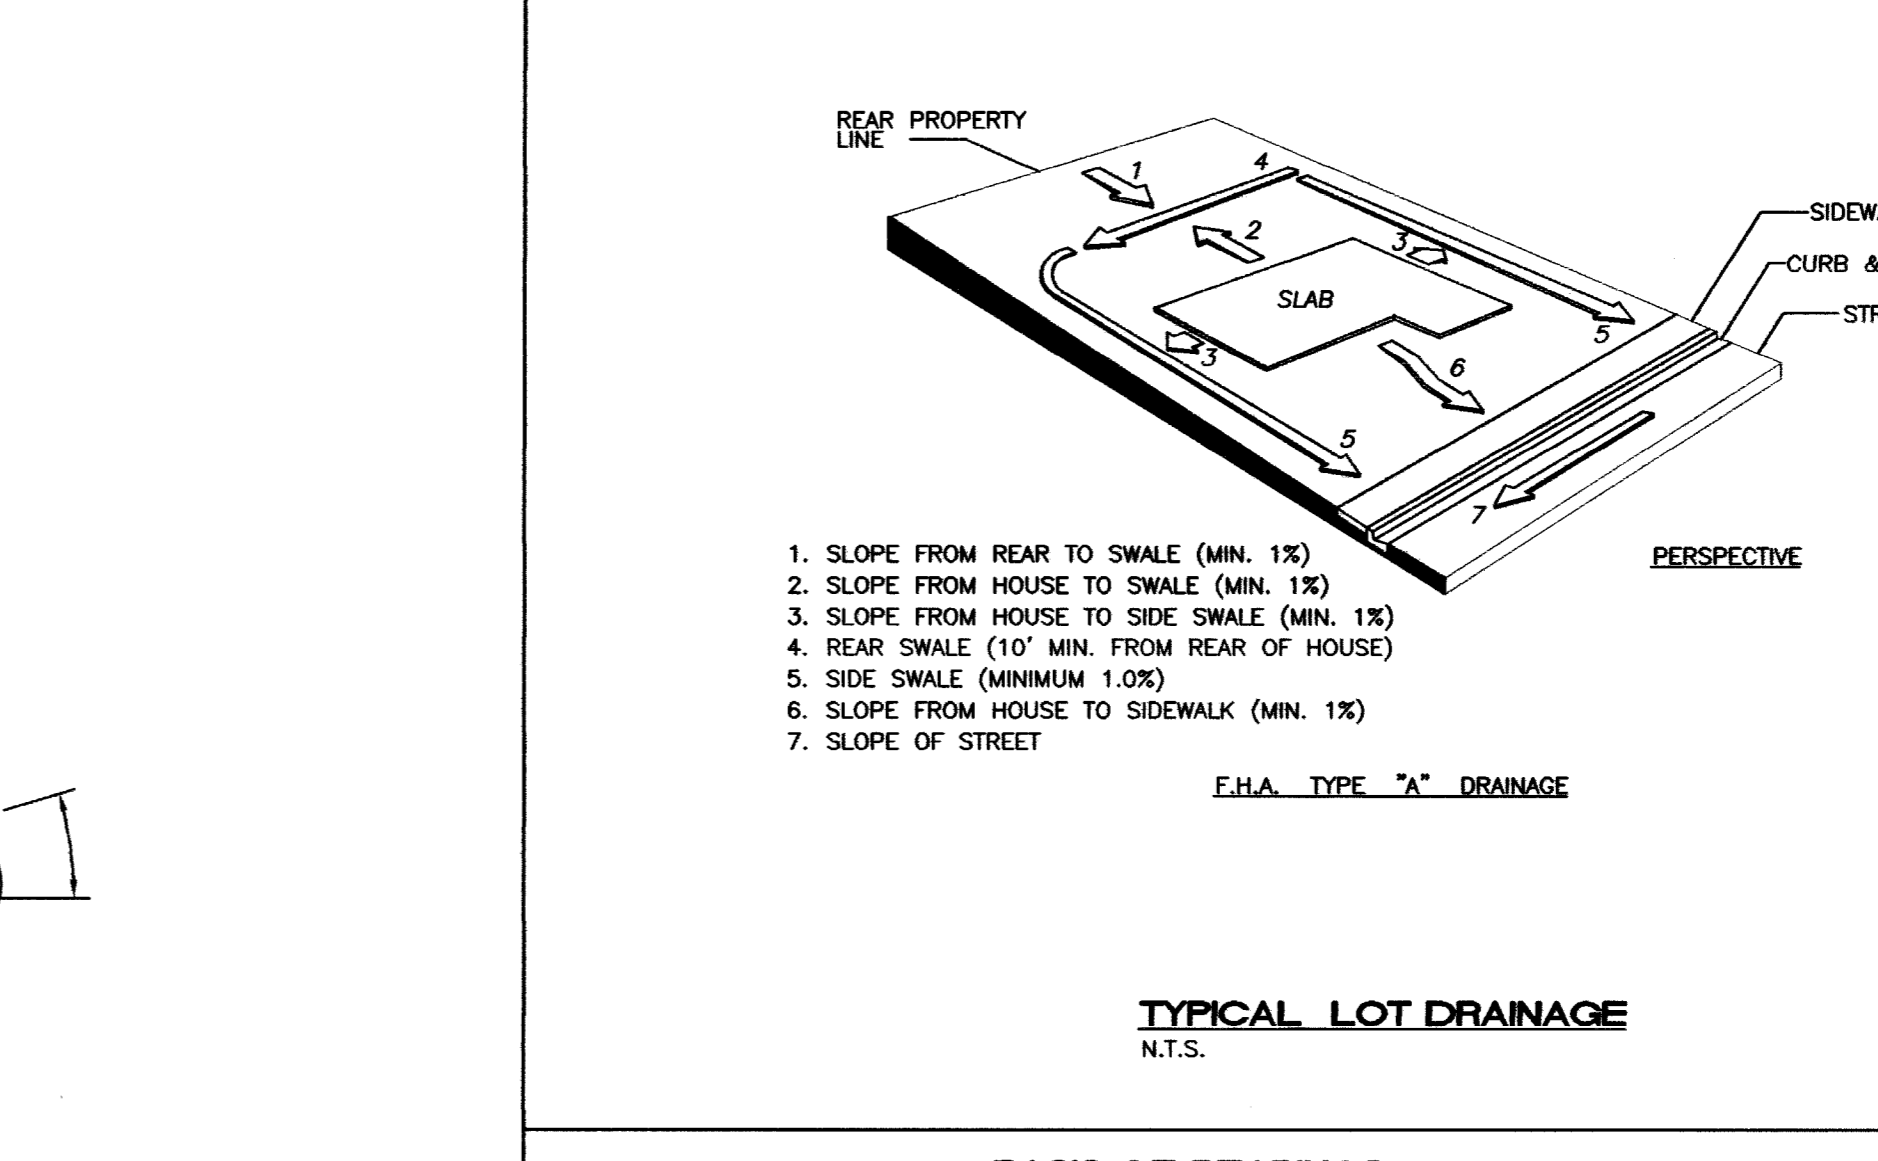 REAR PROPERTY
LINE
1
4
2
3
SLAB
5
3
6
5
7
CURB &
1. SLOPE FROM REAR TO SWALE (MIN. 1%)
PERSPECTIVE
2. SLOPE FROM HOUSE TO SWALE (MIN. 1%)
3. SLOPE FROM HOUSE TO SIDE SWALE (MIN. 1%)
4. REAR SWALE (10' MIN. FROM REAR OF HOUSE)
5. SIDE SWALE (MINIMUM 1.0%)
6. SLOPE FROM HOUSE TO SIDEWALK (MIN. 1%)
7. SLOPE OF STREET
F.H.A. TYPE "A" DRAINAGE
TYPICAL LOT DRAINAGE
N.T.S.